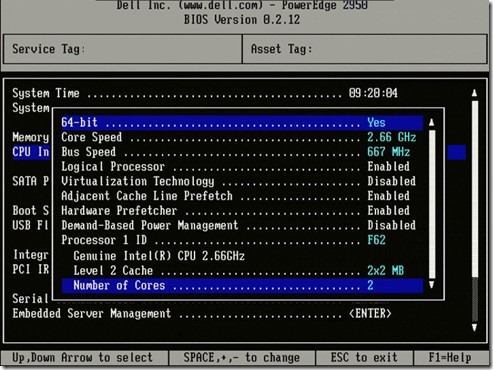 Dell Inc. (www.dell.com) - PowerEdge 2950
BIOS Version 0.2.12
Service Tag:
Asset Tag:
System Time ........................................ 09:20:04
System
Memory
CPU In
SATA P
Boot S
USB Fl
Integr
PCI IR
Serial
64-bit ............................................. Yes
Core Speed ......................................... 2.66 GHz
Bus Speed .......................................... 667 MHz
Logical Processor .................................. Enabled
Virtualization Technology .......................... Disabled
Adjacent Cache Line Prefetch ....................... Enabled
Hardware Prefetcher ................................ Enabled
Demand-Based Power Management ...................... Disabled
Processor 1 ID ..................................... F62
Genuine Intel(R) CPU 2.66GHz
Level 2 Cache ...................................... 2x2 MB
Number of Cores .................................... 2
Embedded Server Management ......................... <ENTER>
Up,Down Arrow to select
SPACE,+,- to change
ESC to exit
F1=Help